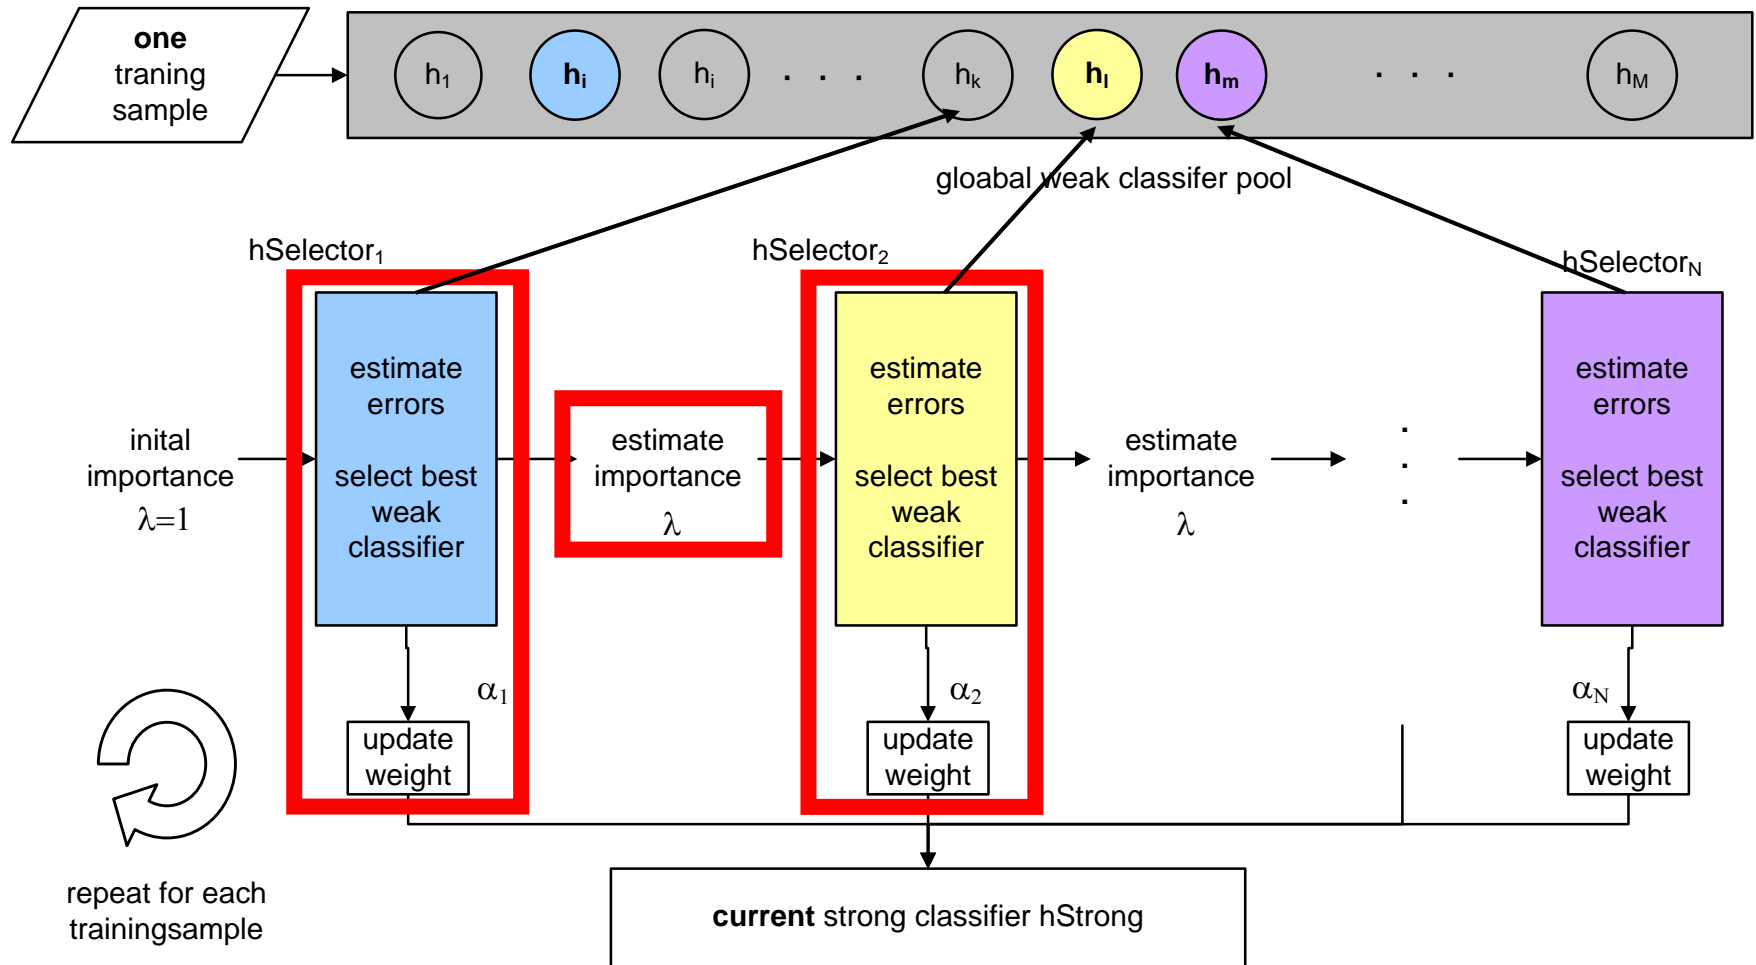 one
traning
sample
h1 hi hi . . . hk hl hm . . . hM
gloabal weak classifer pool
hSelector1
hSelector2
hSelectorN
inital
importance
λ=1
estimate
errors
select best
weak
classifier
estimate
importance
λ
estimate
errors
select best
weak
classifier
estimate
importance
λ
.
.
.
estimate
errors
select best
weak
classifier
α1
α2
αN
update
weight
update
weight
update
weight
repeat for each
trainingsample
current strong classifier hStrong